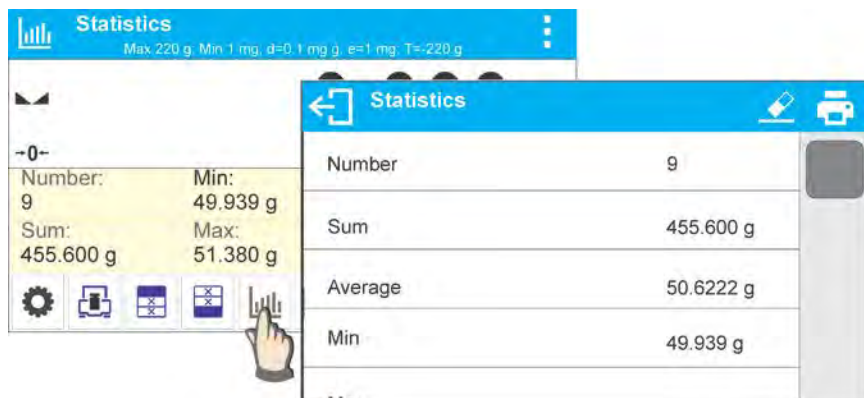 Statistics
Max 220 g. Min 1 mg. d=0.1 mg g. e=1 mg. T=-220 g
→0←
Number:
9
Min:
49.939 g
Sum:
455.600 g
Max:
51.380 g
Statistics
Number 9
Sum 455.600 g
Average 50.6222 g
Min 49.939 g